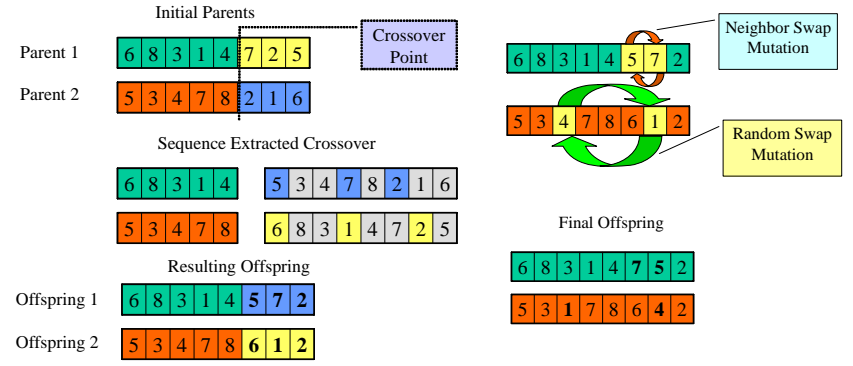 Initial Parents
Parent 1
6 8 3 1 4 7 2 5
Crossover
Point
Parent 2
5 3 4 7 8 2 1 6
Sequence Extracted Crossover
6 8 3 1 4
5 3 4 7 8 2 1 6
5 3 4 7 8
6 8 3 1 4 7 2 5
Resulting Offspring
Offspring 1
6 8 3 1 4 5 7 2
Offspring 2
5 3 4 7 8 6 1 2
Neighbor Swap
Mutation
6 8 3 1 4 5 7 2
5 3 4 7 8 6 1 2
Random Swap
Mutation
Final Offspring
6 8 3 1 4 7 5 2
5 3 1 7 8 6 4 2